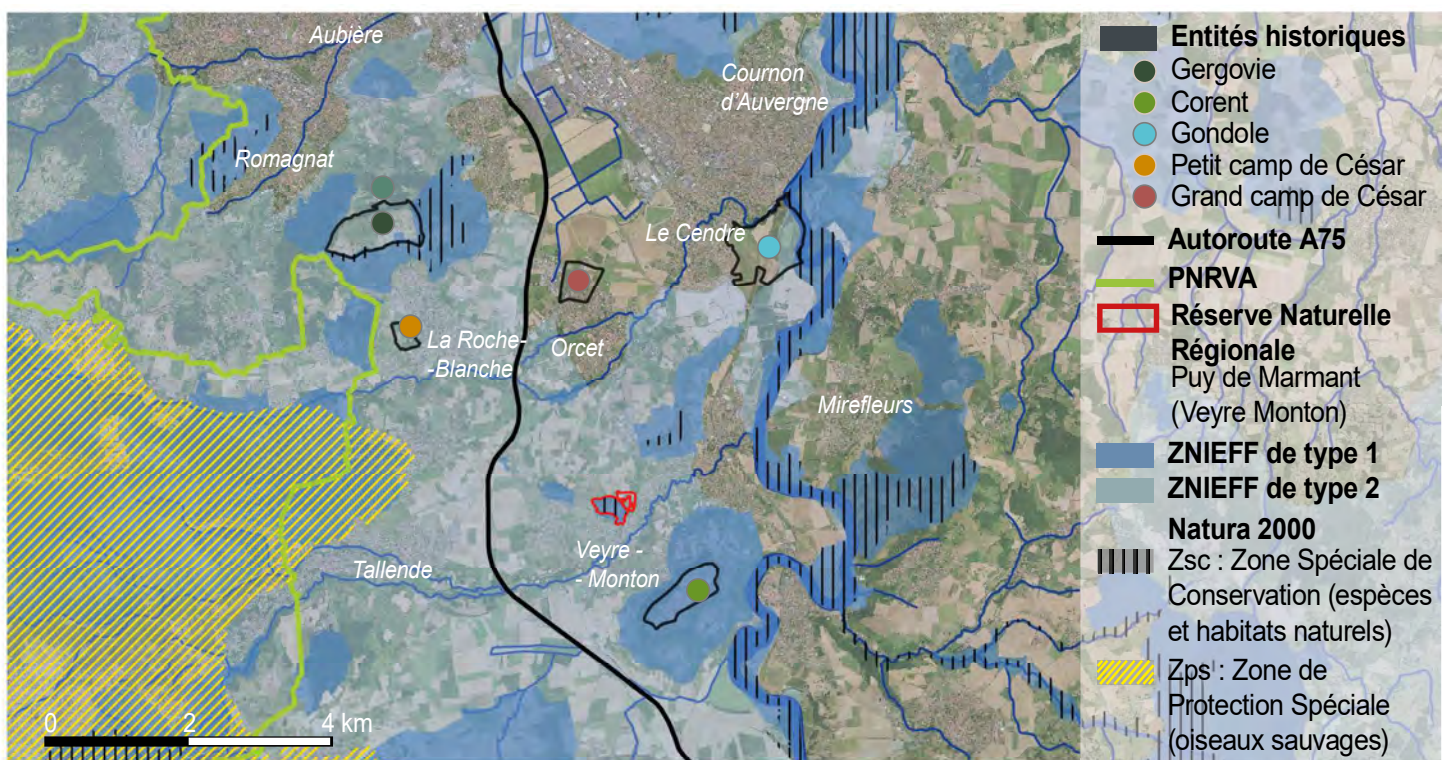 Aubière
Cournon
d'Auvergne
Romagnat
Le Cendre
La Roche-
-Blanche
Orcet
Mirefleurs
Veyre -
- Monton
Tallende
0 2 4 km
Entités historiques
Gergovie
Corent
Gondole
Petit camp de César
Grand camp de César
Autoroute A75
PNRVA
Réserve Naturelle
Régionale
Puy de Marmant
(Veyre Monton)
ZNIEFF de type 1
ZNIEFF de type 2
Natura 2000
Zsc : Zone Spéciale de
Conservation (espèces
et habitats naturels)
Zps : Zone de
Protection Spéciale
(oiseaux sauvages)